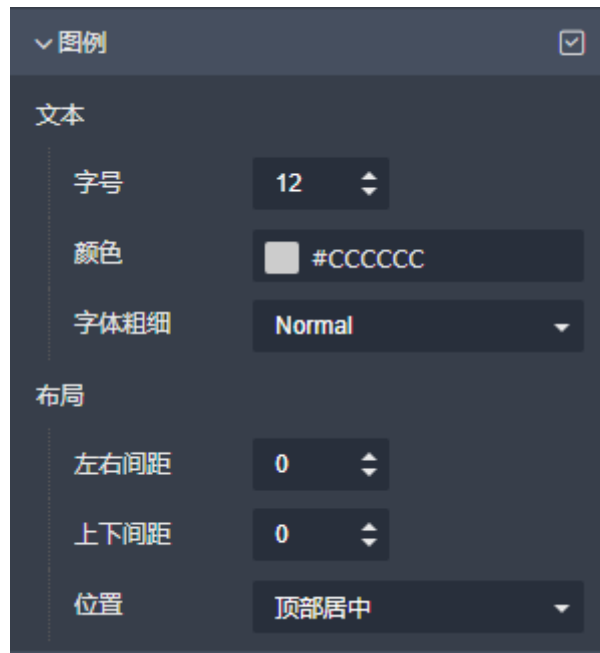 图例
文本
字号 12
颜色 #CCCCCC
字体粗细 Normal
布局
左右间距 0
上下间距 0
位置 顶部居中